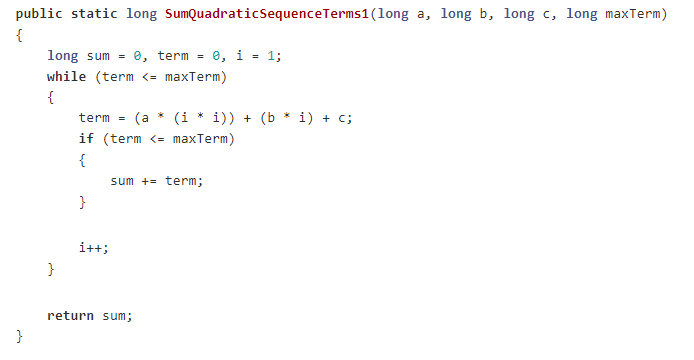 public static long SumQuadraticSequenceTerms1(long a, long b, long c, long maxTerm)
{
    long sum = 0, term = 0, i = 1;
    while (term <= maxTerm)
    {
        term = (a * (i * i)) + (b * i) + c;
        if (term <= maxTerm)
        {
            sum += term;
        }

        i++;
    }

    return sum;
}